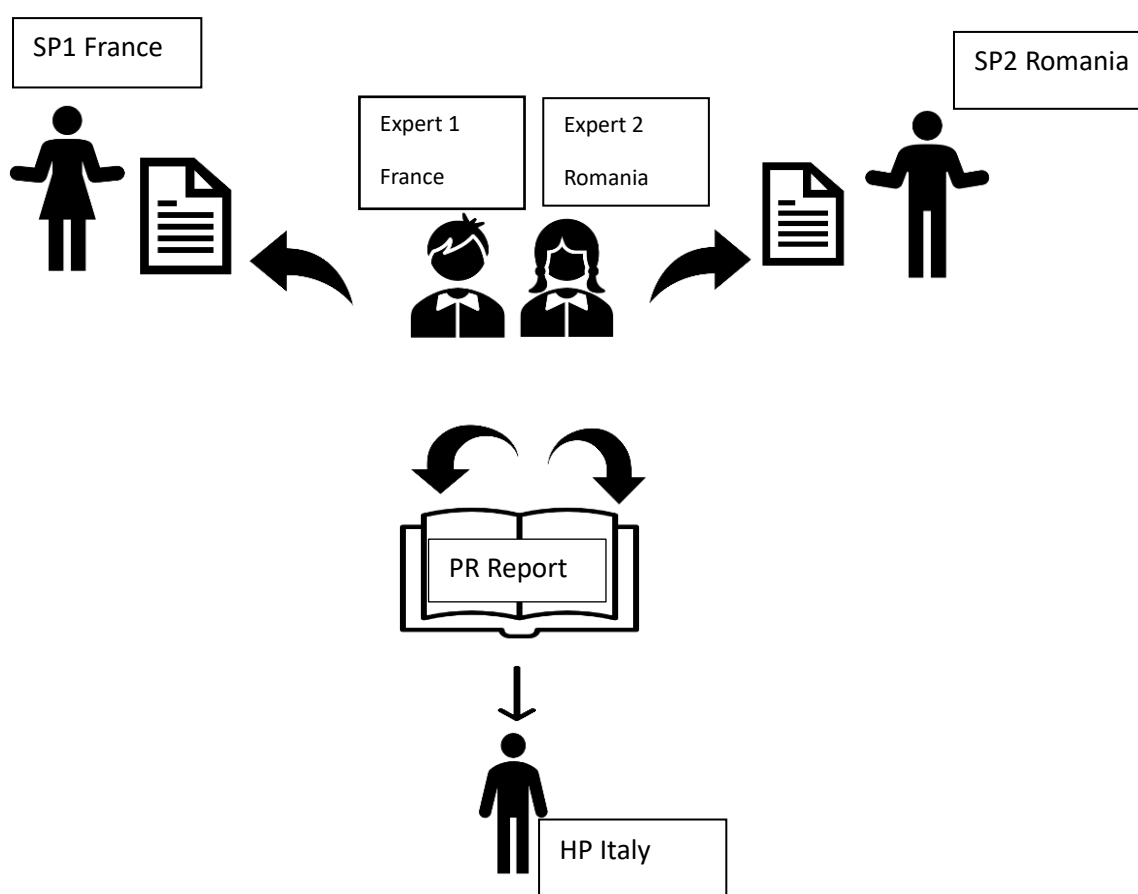 SP1 France
SP2 Romania
Expert 1
France
Expert 2
Romania
PR Report
HP Italy